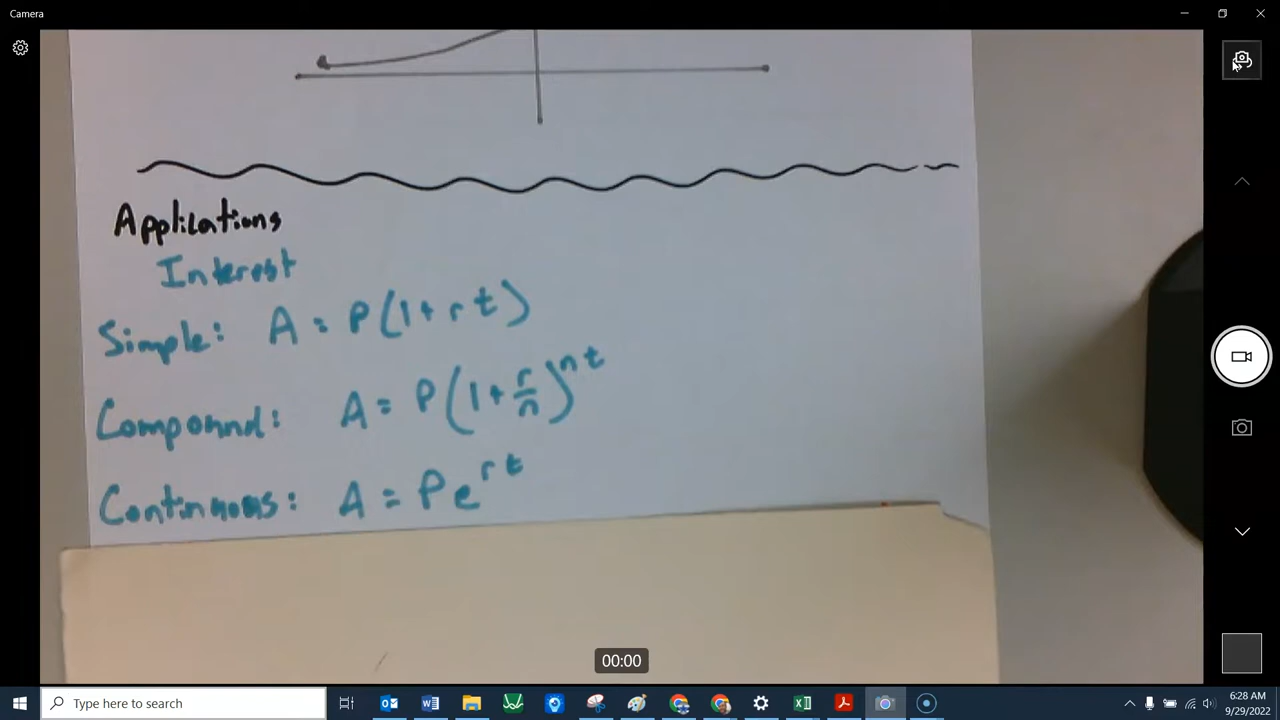 Camera
Applications
Interest
Simple: A = P(1 + rt)
Compound: A = P(1 + r/n)^nt
Continuous: A = Pe^rt
00:00
Type here to search
6:28 AM
9/29/2022